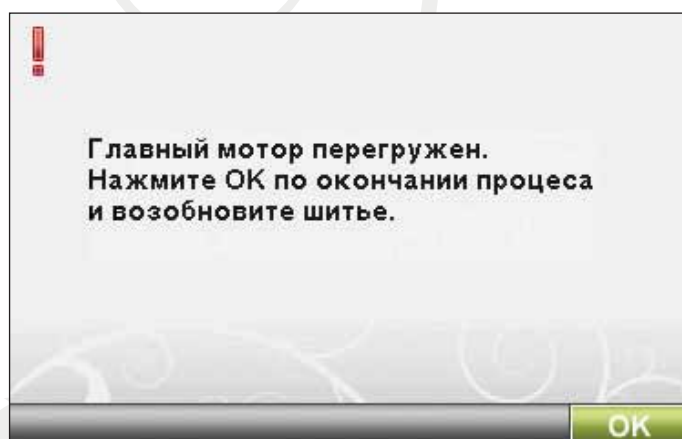 Главный мотор перегружен.
Нажмите ОК по окончании процеса
и возобновите шитье.
OK